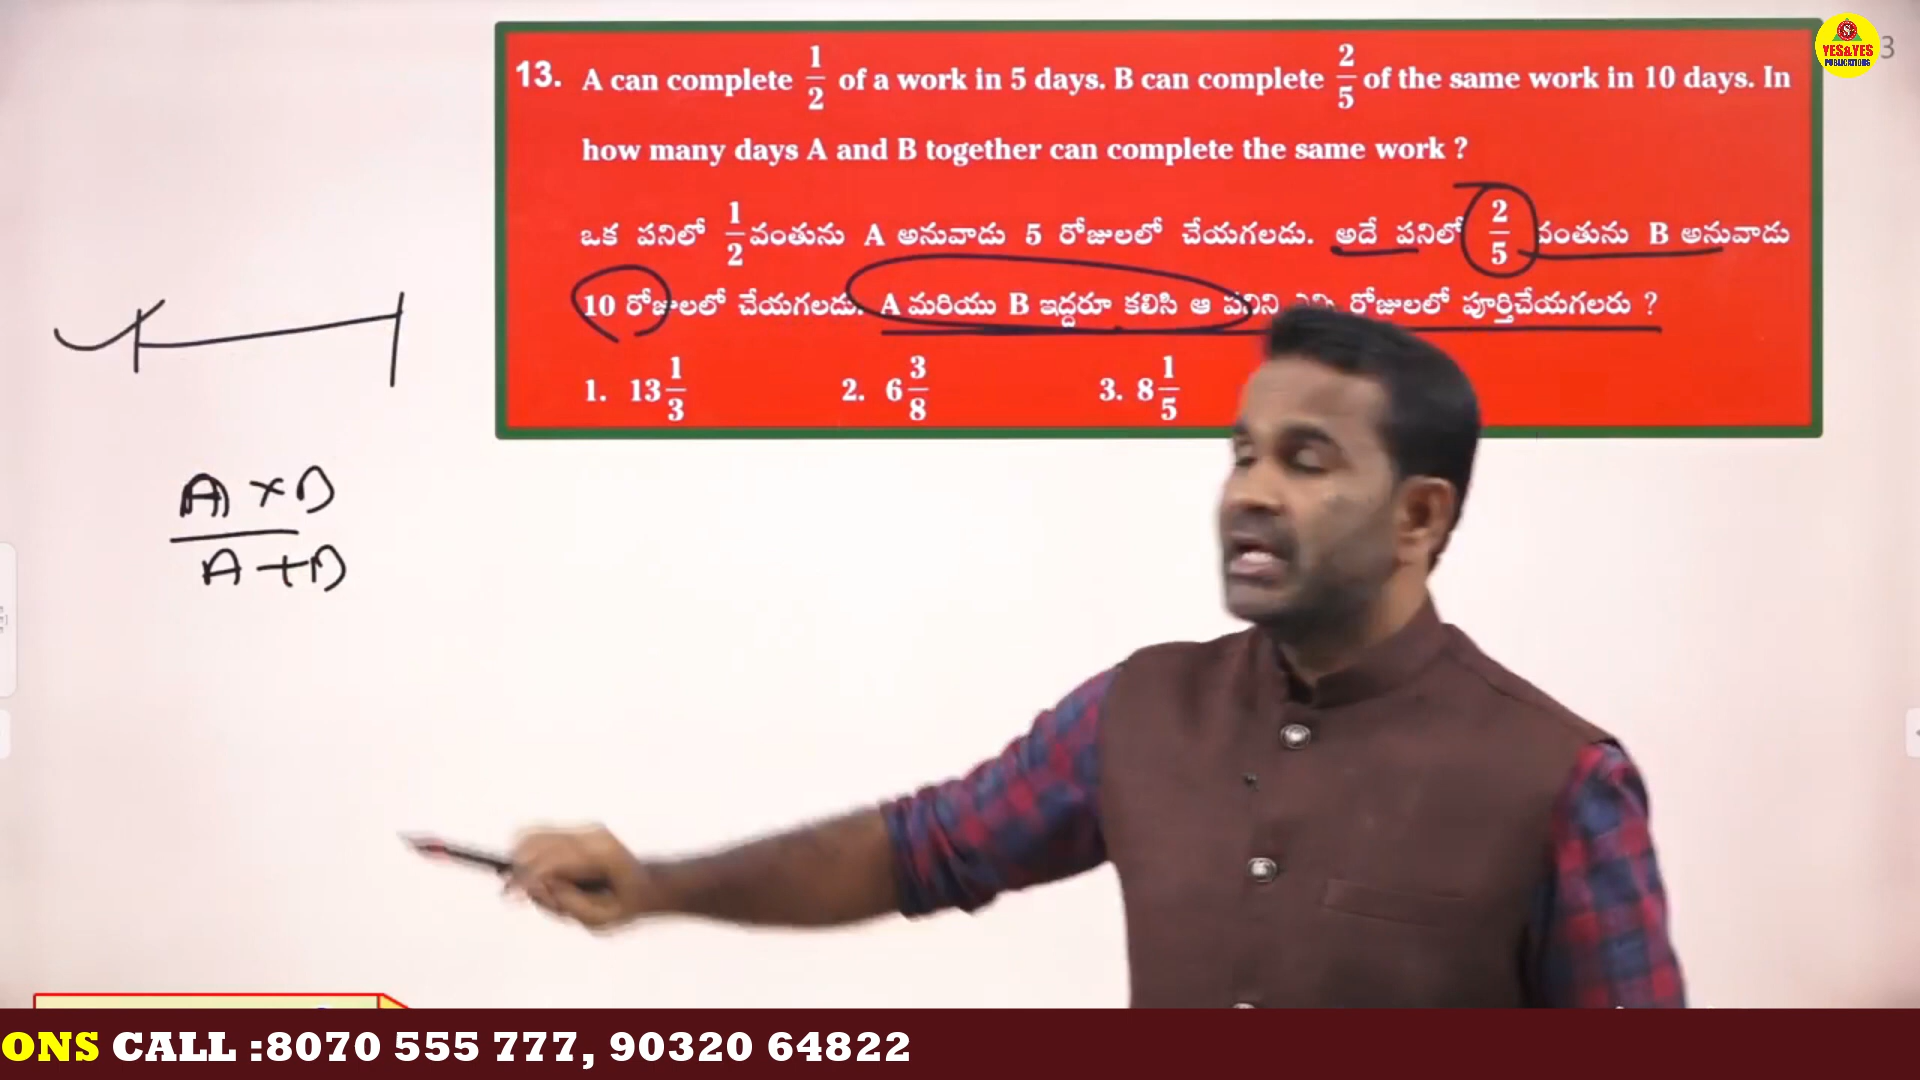 13. A can complete 1/2 of a work in 5 days. B can complete 2/5 of the same work in 10 days. In
how many days A and B together can complete the same work ?
ఒక పనిలో 1/2 వంతును A అనువాడు 5 రోజులలో చేయగలడు. అదే పనిలో 2/5 వంతును B అనువాడు
10 రోజులలో చేయగలడు. A మరియు B ఇద్దరూ కలిసి ఆ పనిని రోజులలో పూర్తిచేయగలరు ?
1. 13 1/3 2. 6 3/8 3. 8 1/5
A × B
A + B
YES&YES
PUBLICATIONS
3
ONS CALL :8070 555 777, 90320 64822